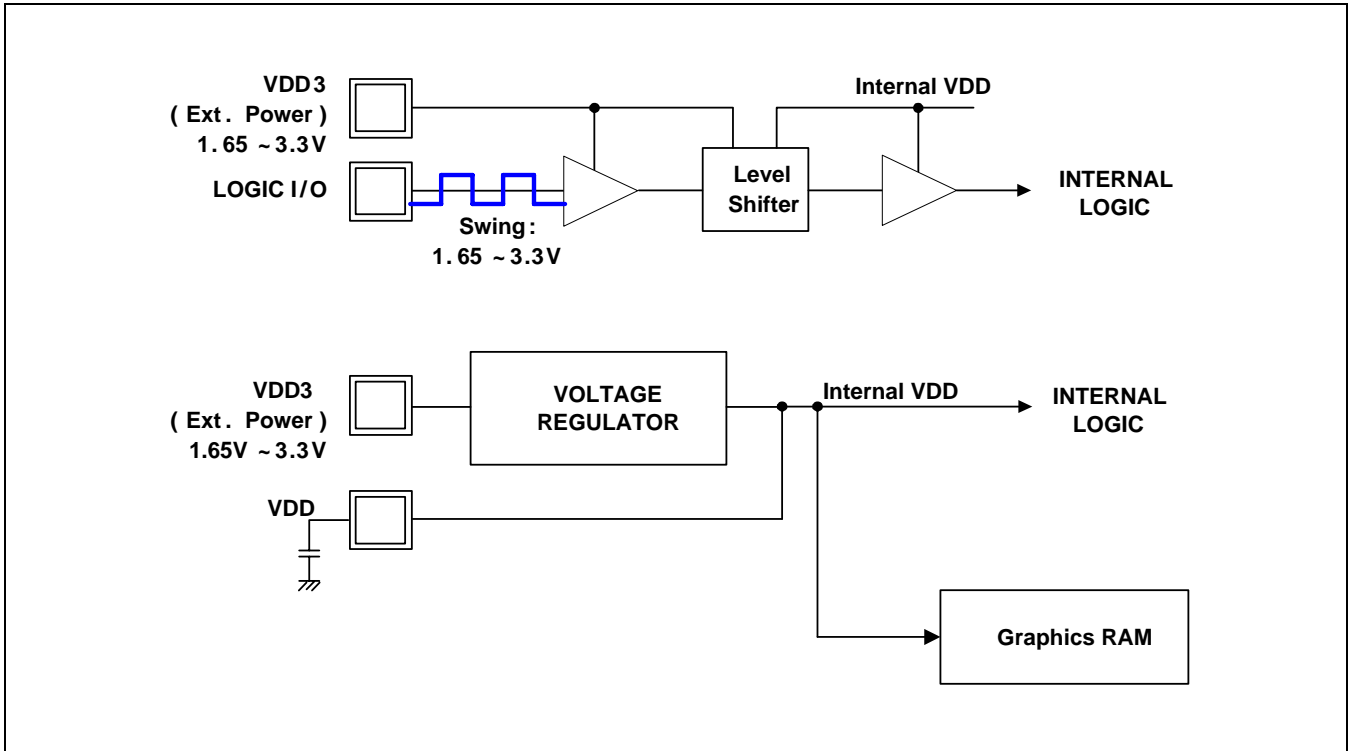 VDD3
( Ext. Power )
1.65 ~3.3V
LOGIC I/O
Swing:
1.65 ~3.3V
Level
Shifter
Internal VDD
INTERNAL
LOGIC
VDD3
( Ext. Power )
1.65V ~3.3V
VOLTAGE
REGULATOR
Internal VDD
INTERNAL
LOGIC
VDD
Graphics RAM